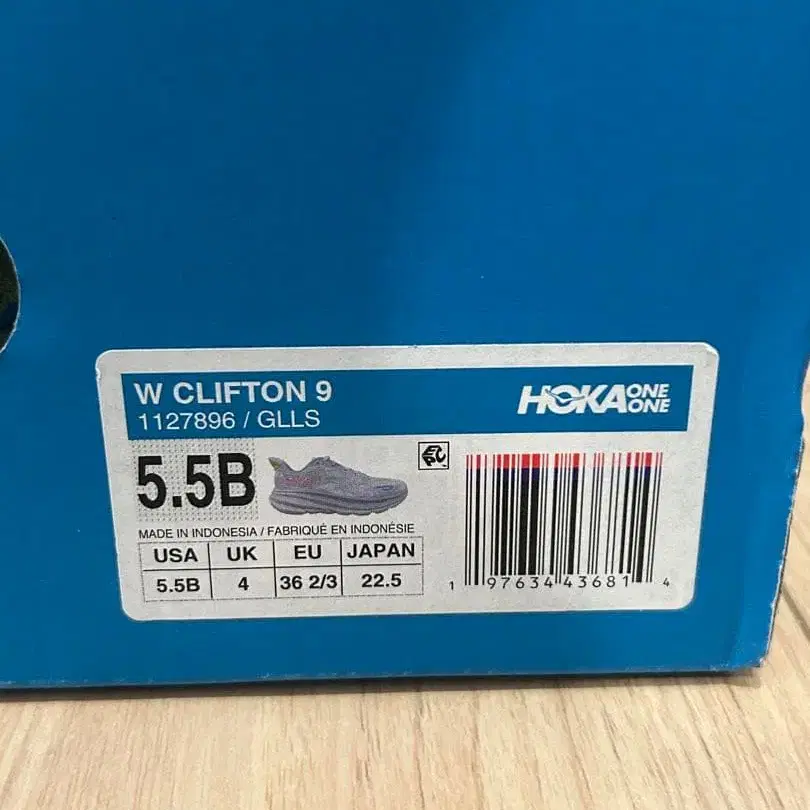 W CLIFTON 9
1127896 / GLLS
HOKA ONE ONE
5.5B
EPC
MADE IN INDONESIA / FABRIQUÉ EN INDONÉSIE
USA UK EU JAPAN
5.5B 4 36 2/3 22.5
1 97634 43681 4